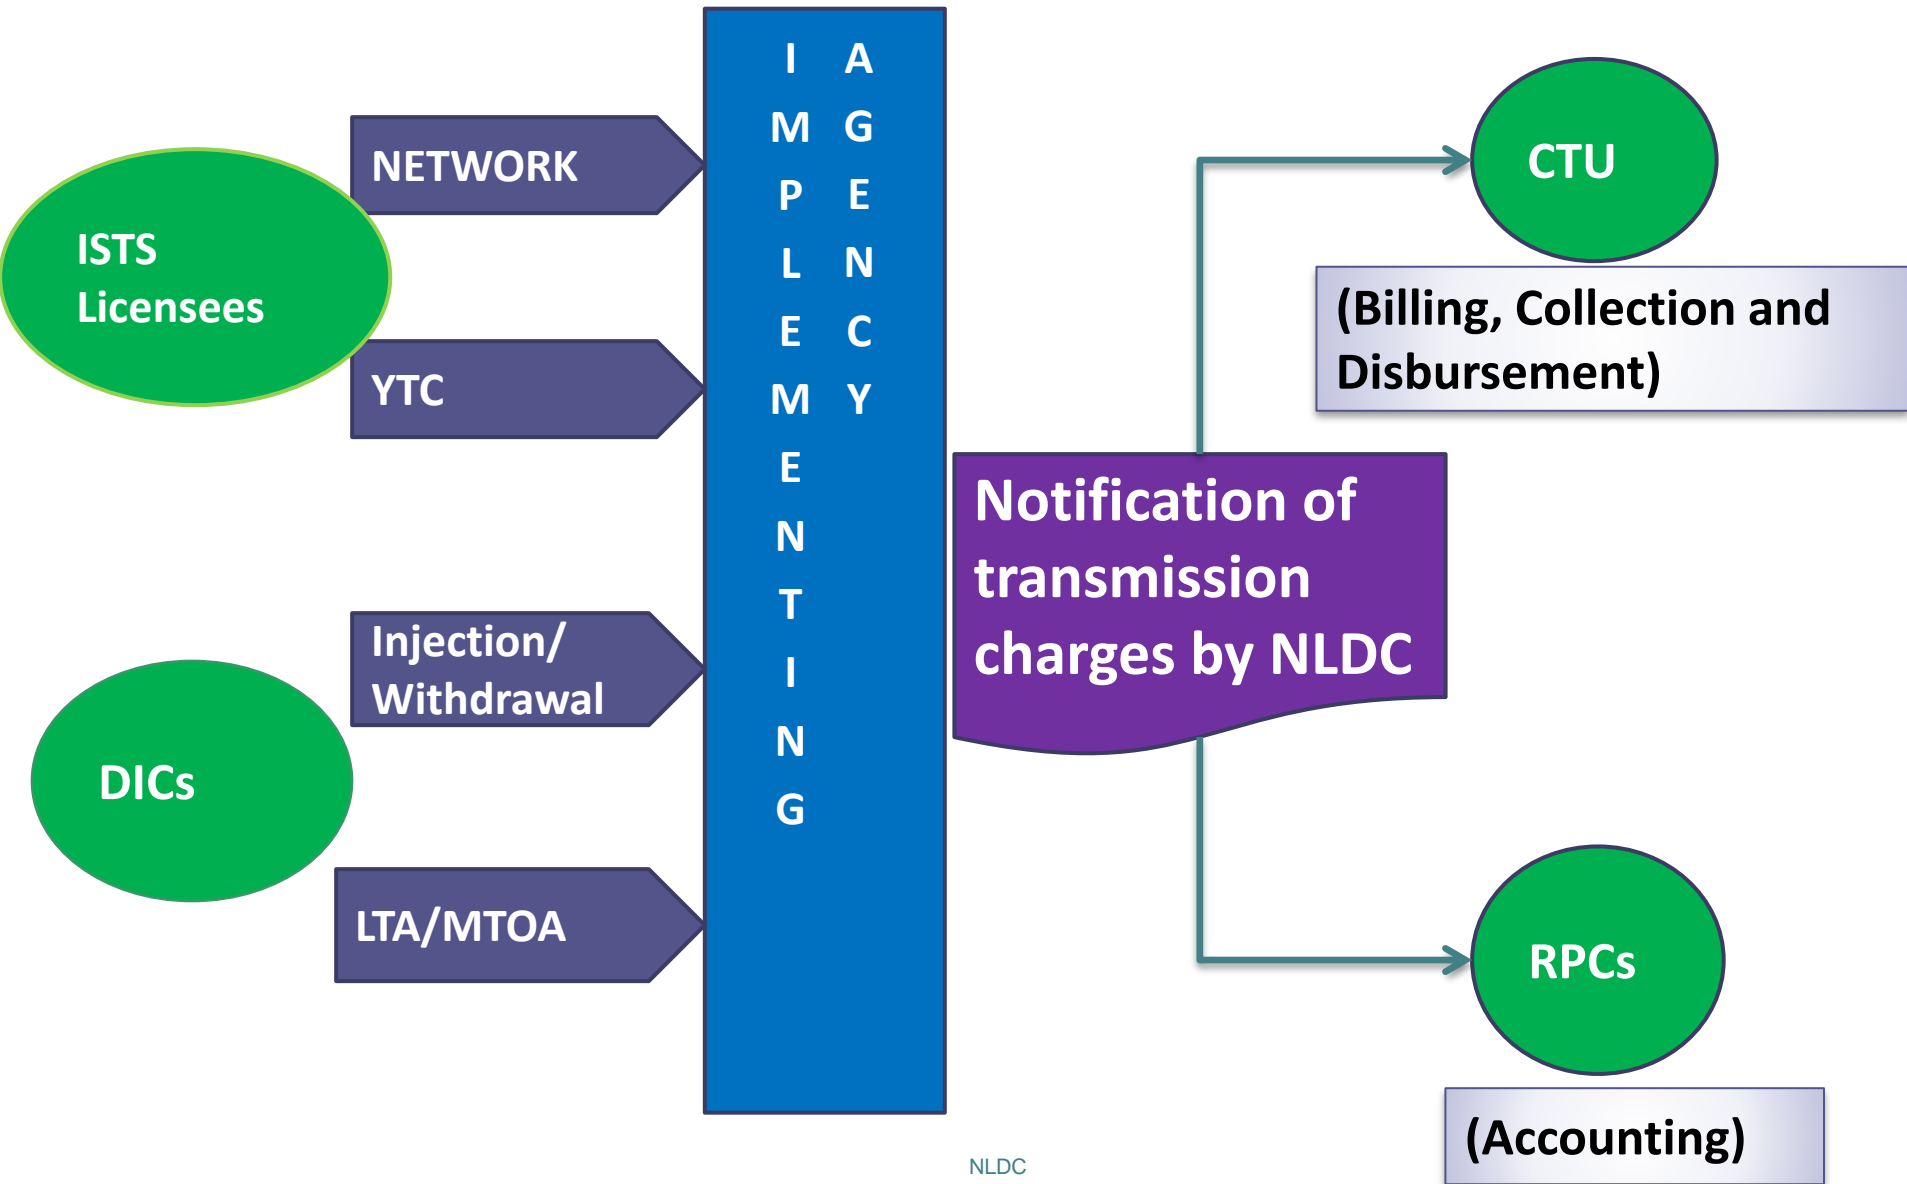 ISTS
Licensees
NETWORK
YTC
DICs
Injection/
Withdrawal
LTA/MTOA
IMPLEMENTING
AGENCY
Notification of
transmission
charges by NLDC
CTU
(Billing, Collection and
Disbursement)
RPCs
(Accounting)
NLDC